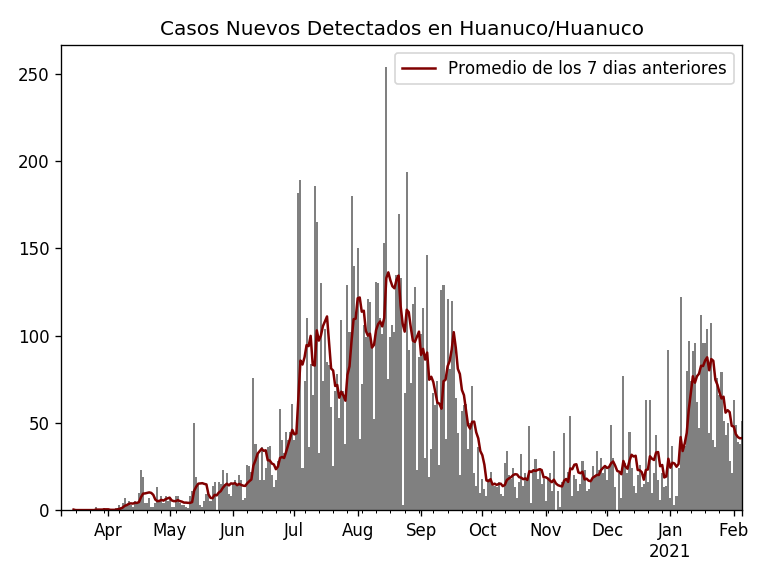 Casos Nuevos Detectados en Huanuco/Huanuco
Promedio de los 7 dias anteriores
250
200
150
100
50
0
Apr May Jun Jul Aug Sep Oct Nov Dec Jan Feb
2021